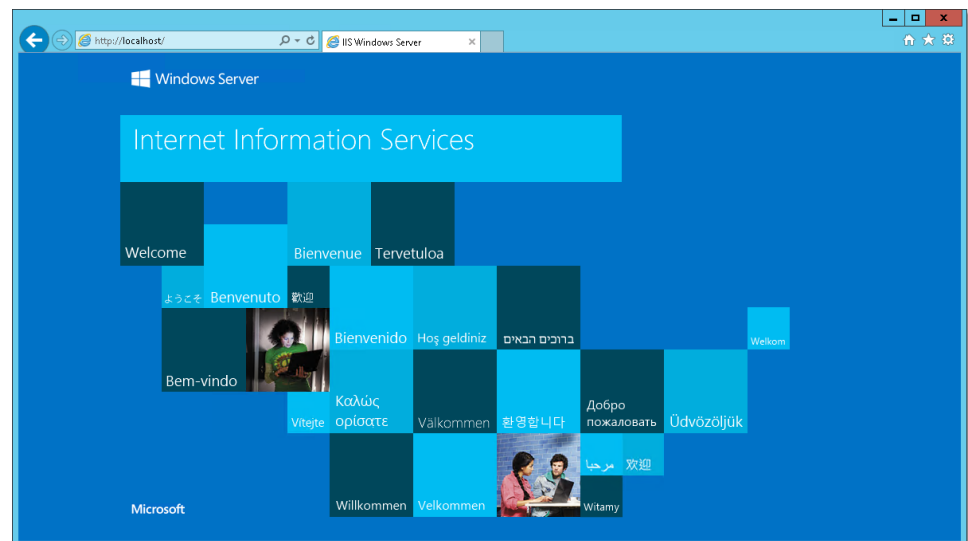 http://localhost/
IIS Windows Server
Windows Server
Internet Information Services
Welcome
Bienvenue
Tervetuloa
ようこそ
Benvenuto
歡迎
Bienvenido
Hoş geldiniz
ברוכים הבאים
Welkom
Bem-vindo
Vítejte
Καλώς
ορίσατε
Välkommen
환영합니다
Добро
пожаловать
Üdvözöljük
مرحبا
欢迎
Willkommen
Velkommen
Witamy
Microsoft